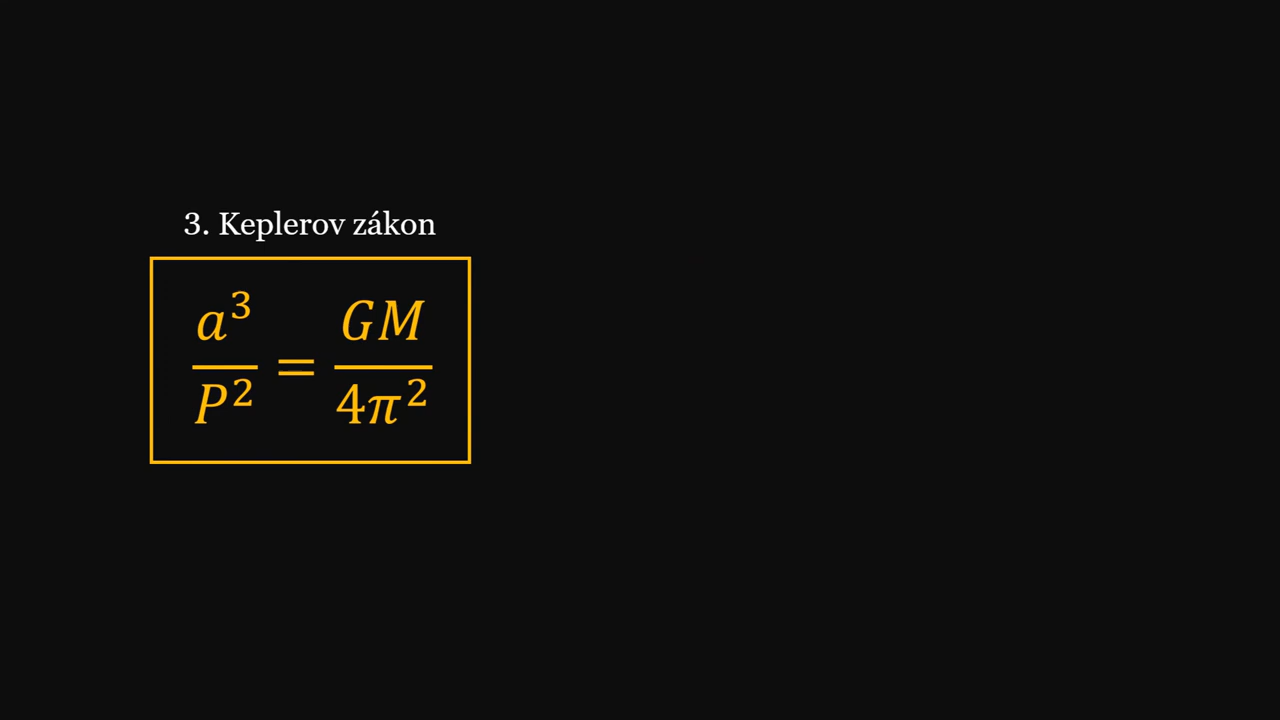 3. Keplerov zákon
a³/P² = GM/4π²